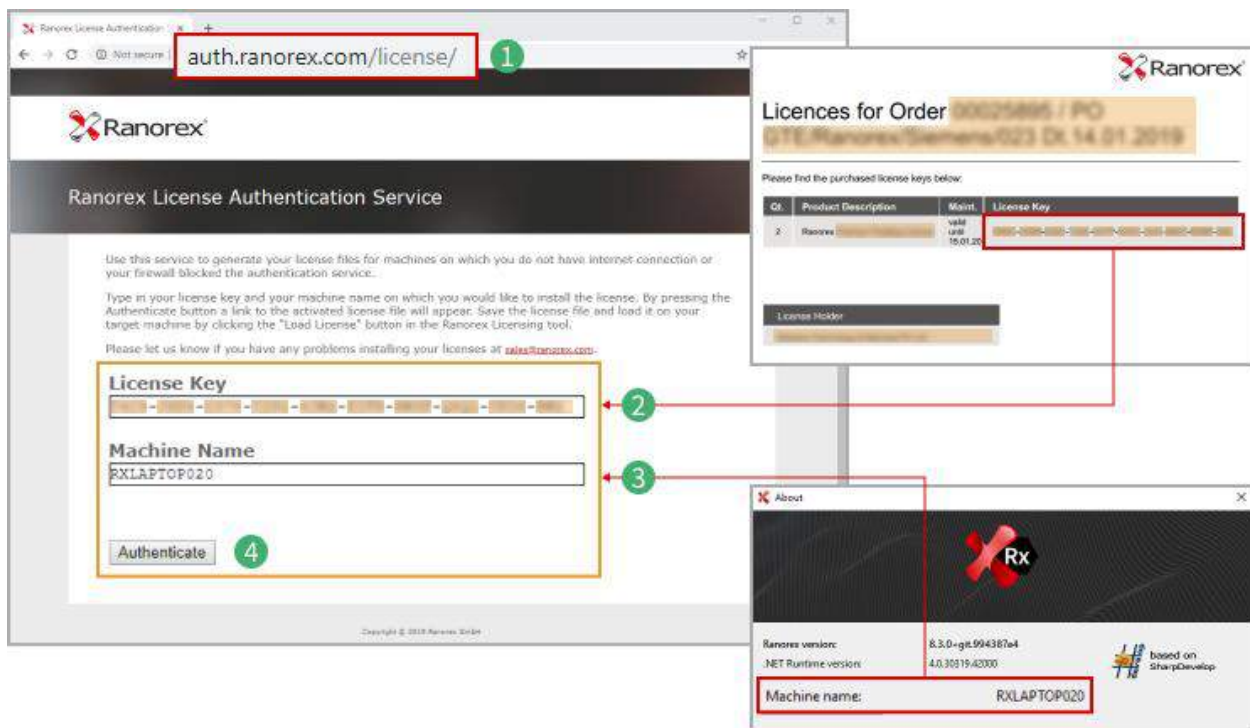 Ranorex License Authentication
Not secure
auth.ranorex.com/license/
1
Ranorex
Ranorex License Authentication Service
Use this service to generate your license files for machines on which you do not have internet connection or
your firewall blocked the authentication service.
Type in your license key and your machine name on which you would like to install the license. By pressing the
Authenticate button a link to the activated license file will appear. Save the license file and load it on your
target machine by clicking the "Load License" button in the Ranorex Licensing tool.
Please let us know if you have any problems installing your licenses at sales@ranorex.com.
License Key
2
Machine Name
RXLAPTOP020
3
Authenticate
4
Copyright © 2019 Ranorex GmbH
Ranorex
Licences for Order
Please find the purchased license keys below:
Qt. Product Description Maint. License Key
2 Ranorex valid
until
License Holder
About
Rx
Ranorex version: 8.3.0+git.994387e4
.NET Runtime version: 4.0.30319.42000
based on
SharpDevelop
Machine name: RXLAPTOP020